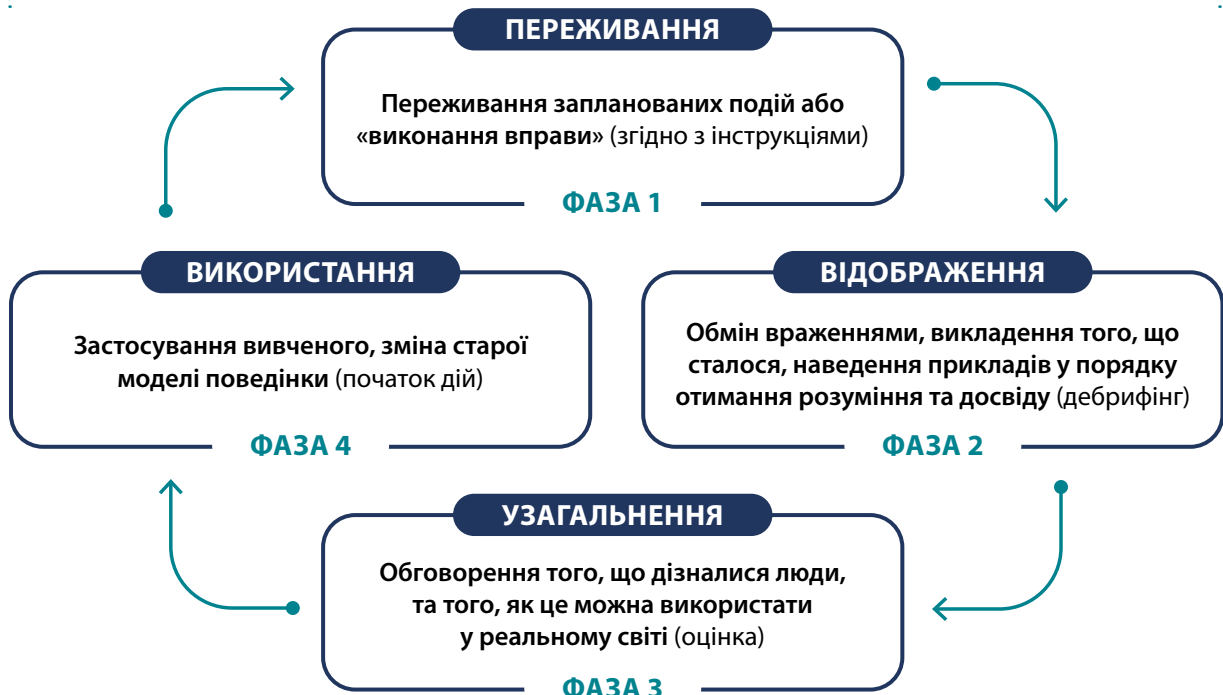 ПЕРЕЖИВАННЯ
Переживання запланованих подій або
«виконання вправи» (згідно з інструкціями)
ФАЗА 1
ВИКОРИСТАННЯ
Застосування вивченого, зміна старої
моделі поведінки (початок дій)
ФАЗА 4
ВІДОБРАЖЕННЯ
Обмін враженнями, викладення того, що
сталося, наведення прикладів у порядку
отимання розуміння та досвіду (дебрифінг)
ФАЗА 2
УЗАГАЛЬНЕННЯ
Обговорення того, що дізналися люди,
та того, як це можна використати
у реальному світі (оцінка)
ФАЗА 3